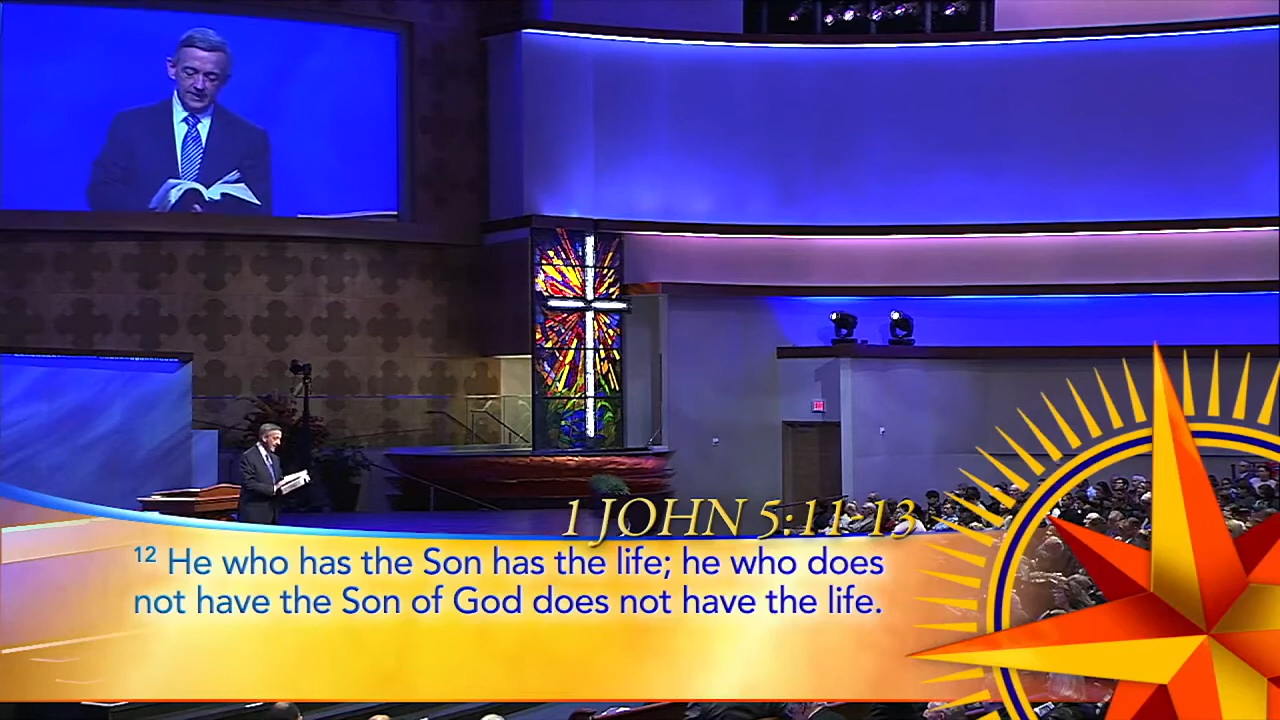 1 JOHN 5:11-13
12 He who has the Son has the life; he who does
not have the Son of God does not have the life.